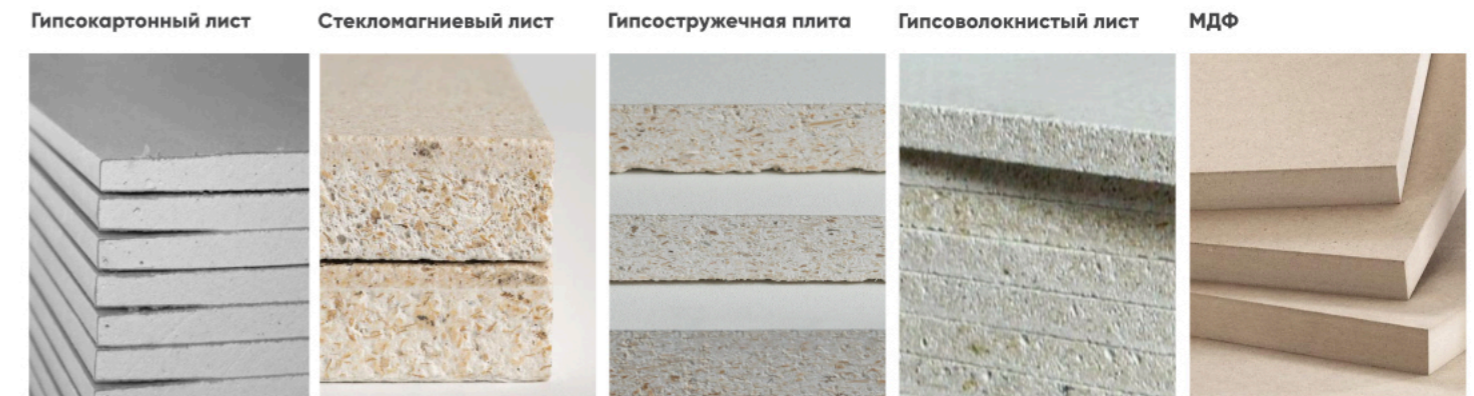 Гипсокартонный лист
Стекломагниевый лист
Гипсостружечная плита
Гипсоволокнистый лист
МДФ